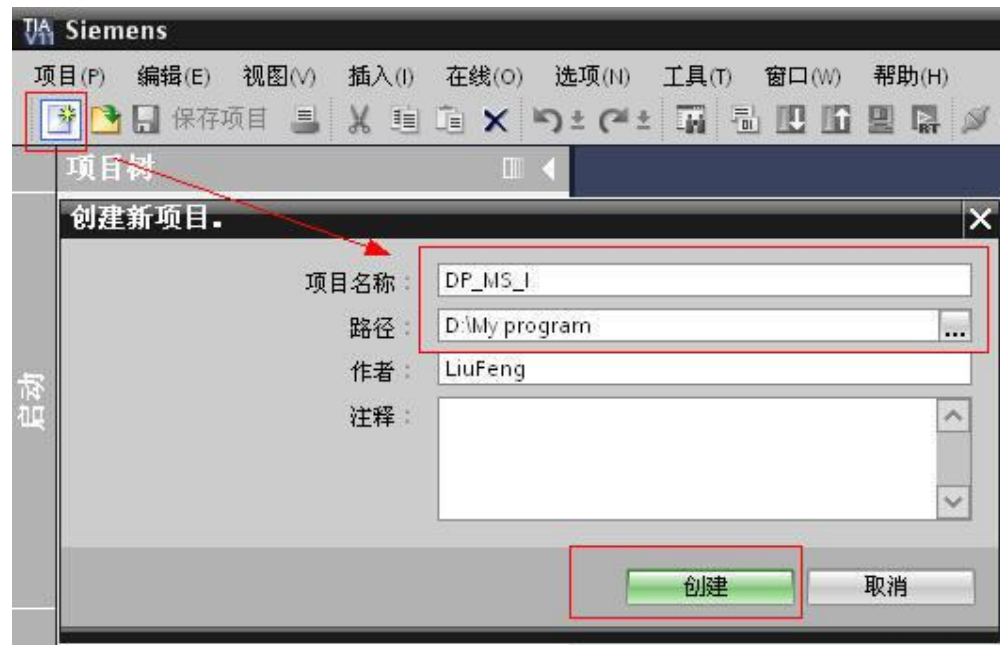 TIA V11 Siemens
项目(P) 编辑(E) 视图(V) 插入(I) 在线(O) 选项(N) 工具(T) 窗口(W) 帮助(H)
保存项目
项目树
创建新项目.
项目名称: DP_MS_I
路径: D:\My program ...
作者: LiuFeng
注释:
启动
创建 取消